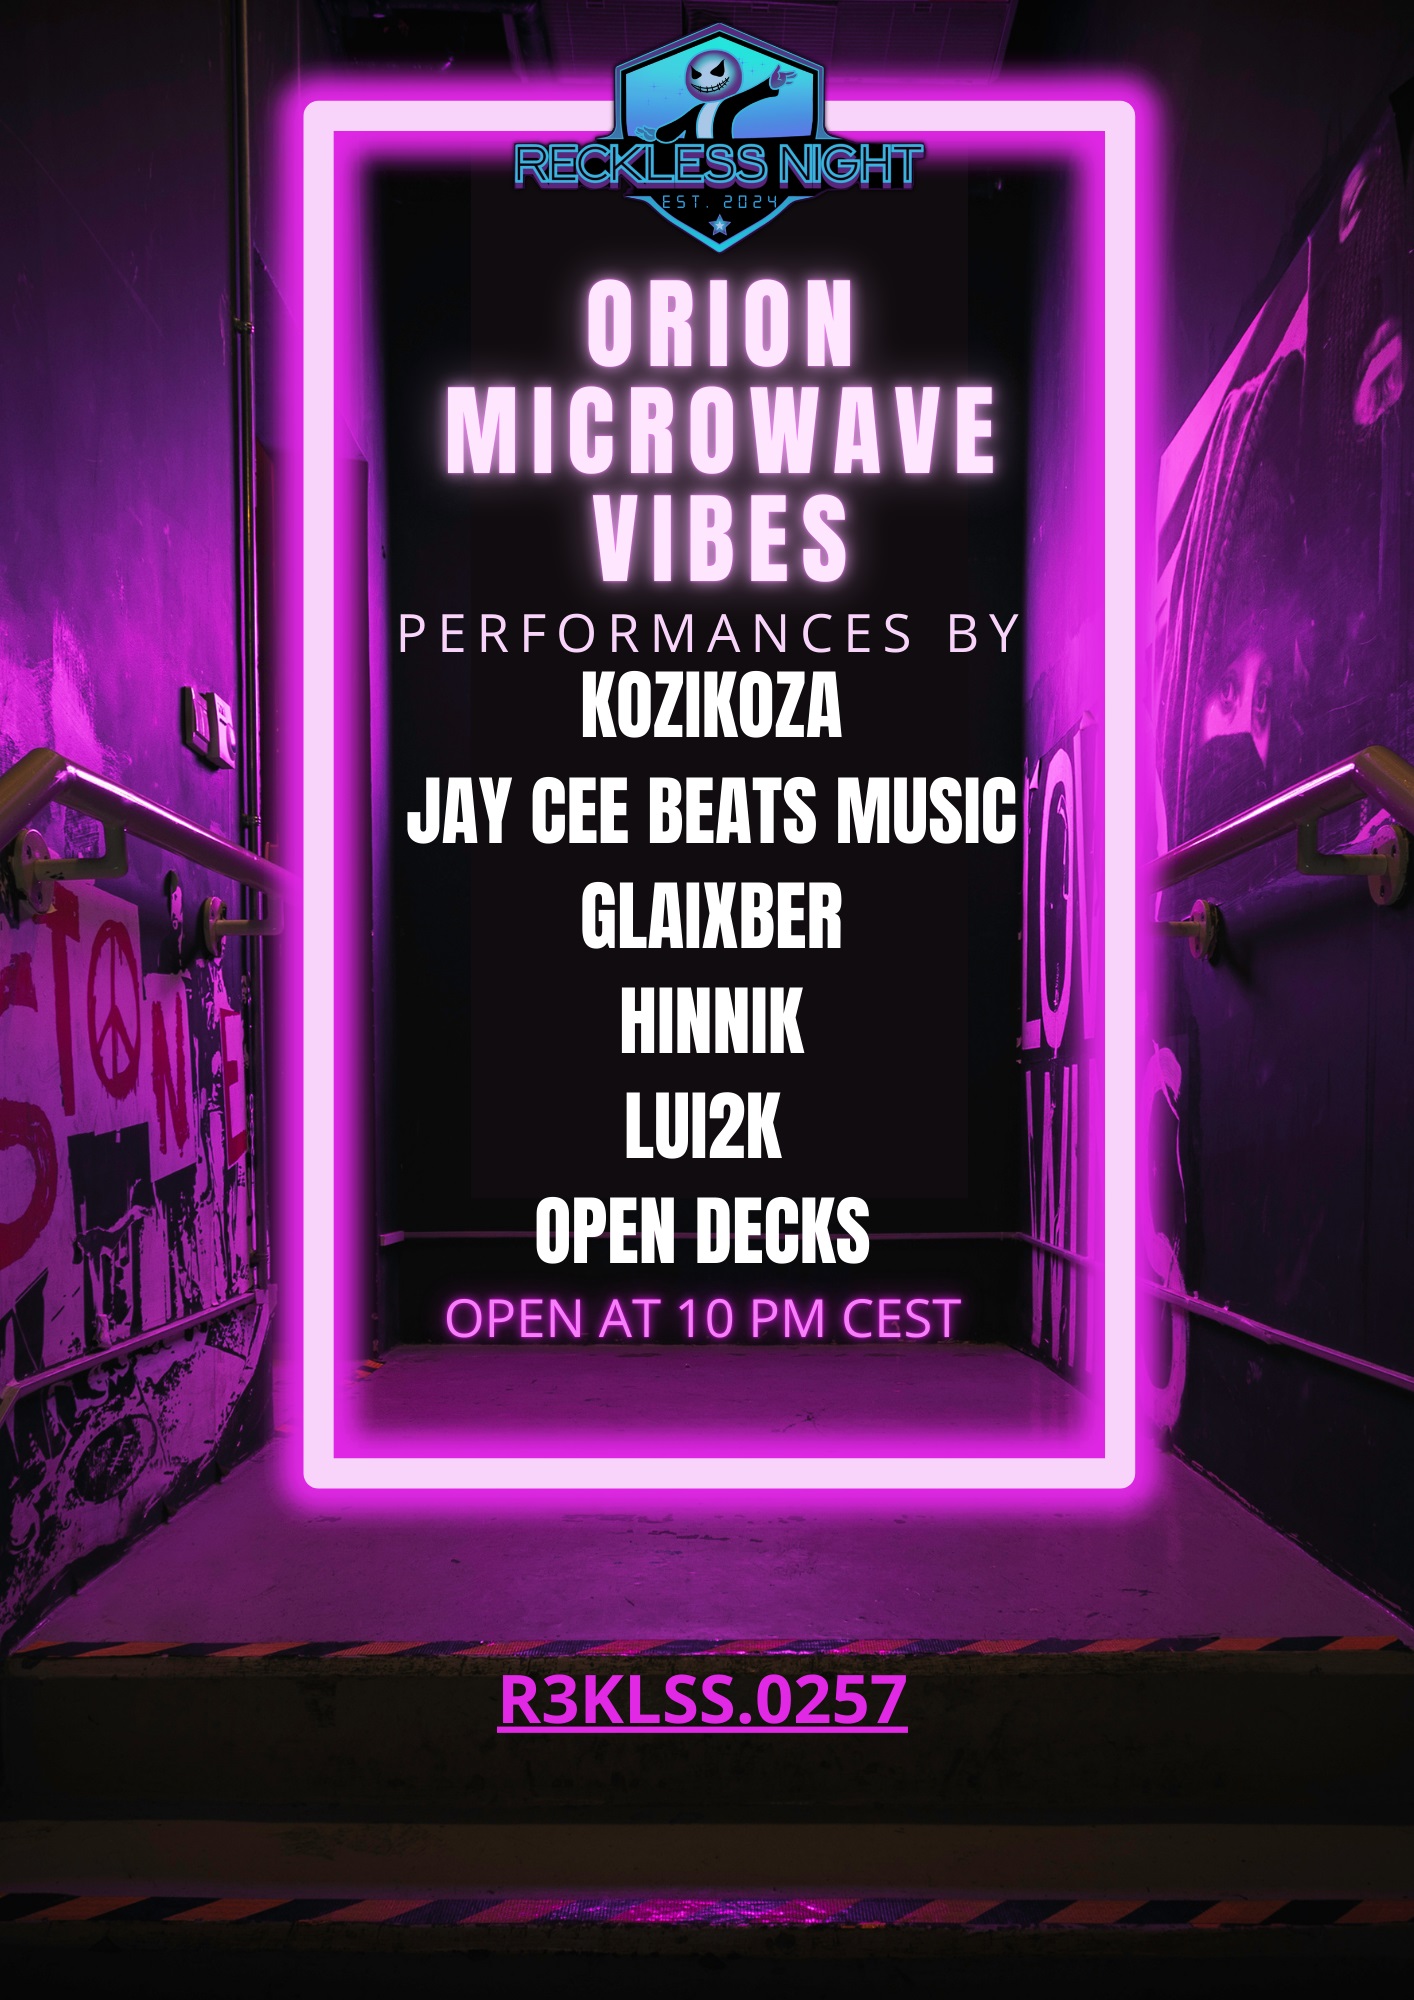 RECKLESS NIGHT
EST. 2024
ORION
MICROWAVE
VIBES
PERFORMANCES BY
KOZIKOZA
JAY CEE BEATS MUSIC
GLAIXBER
HINNIK
LUI2K
OPEN DECKS
OPEN AT 10 PM CEST
R3KLSS.0257